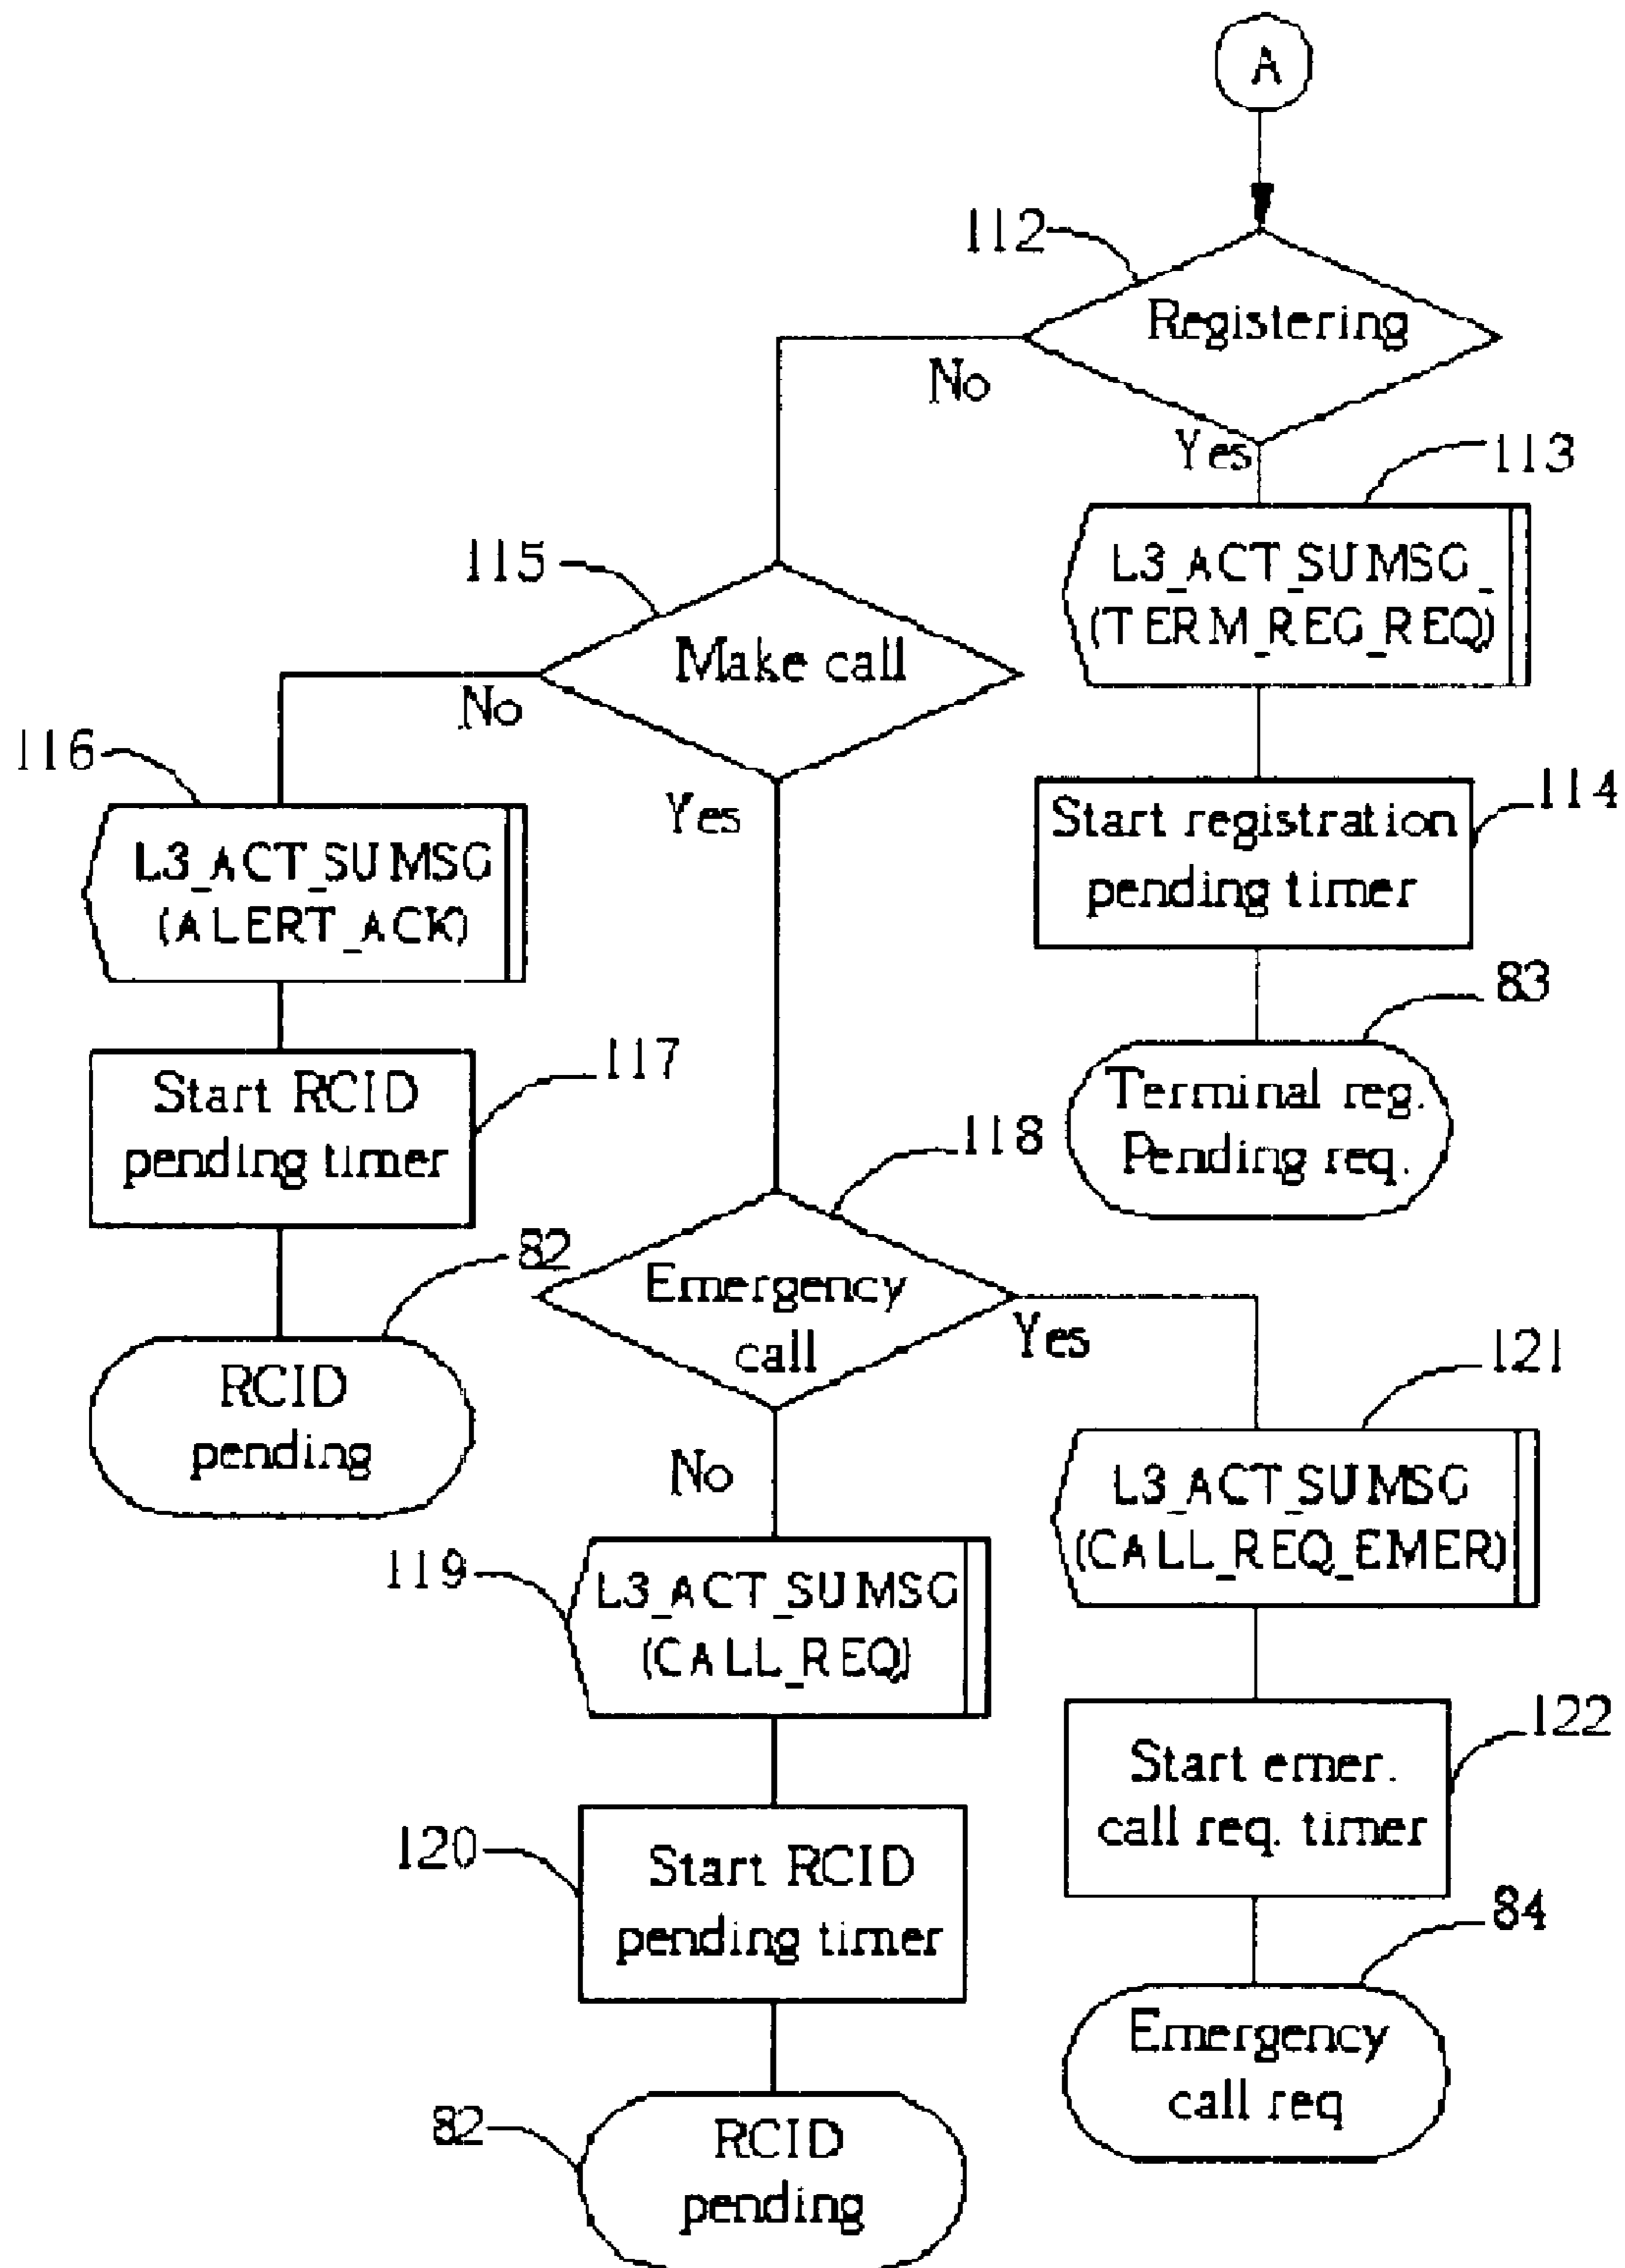 A
112
Registering
No
Yes
113
115
L3_ACT_SUMSG_
(TERM_REG_REQ)
Make call
No
116
Yes
114
Start registration
pending timer
L3_ACT_SUMSG
(ALERT_ACK)
83
117
Start RCID
pending timer
Terminal reg.
Pending req.
118
82
Emergency
call
Yes
121
RCID
pending
No
L3_ACT_SUMSG
(CALL_REQ_EMER)
119
L3_ACT_SUMSG
(CALL_REQ)
122
Start emer.
call req. timer
120
Start RCID
pending timer
84
Emergency
call req
82
RCID
pending